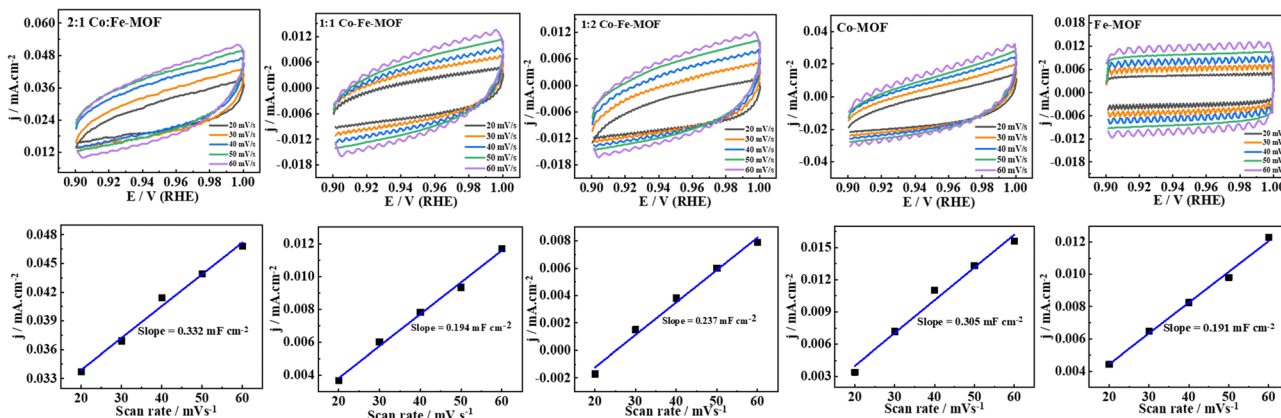 2:1 Co:Fe-MOF
j / mA.cm-2
0.060
0.048
0.036
0.024
0.012
20 mV/s
30 mV/s
40 mV/s
50 mV/s
60 mV/s
0.90 0.92 0.94 0.96 0.98 1.00
E / V (RHE)
1:1 Co-Fe-MOF
j / mA.cm-2
0.012
0.006
0.000
-0.006
-0.012
-0.018
20 mV/s
30 mV/s
40 mV/s
50 mV/s
60 mV/s
0.90 0.92 0.94 0.96 0.98 1.00
E / V (RHE)
1:2 Co-Fe-MOF
j / mA.cm-2
0.012
0.006
0.000
-0.006
-0.012
-0.018
20 mV/s
30 mV/s
40 mV/s
50 mV/s
60 mV/s
0.90 0.92 0.94 0.96 0.98 1.00
E / V (RHE)
Co-MOF
j / mA.cm-2
0.04
0.02
0.00
-0.02
-0.04
20 mV/s
30 mV/s
40 mV/s
50 mV/s
60 mV/s
0.90 0.92 0.94 0.96 0.98 1.00
E / V (RHE)
Fe-MOF
j / mA.cm-2
0.018
0.012
0.006
0.000
-0.006
-0.012
-0.018
20 mV
30 mV
40 mV
50 mV
60 mV
0.90 0.92 0.94 0.96 0.98 1.00
E / V (RHE)
j / mA.cm-2
0.048
0.045
0.042
0.039
0.036
0.033
Slope = 0.332 mF cm-2
20 30 40 50 60
Scan rate / mVs-1
j / mA.cm-2
0.012
0.010
0.008
0.006
0.004
Slope = 0.194 mF cm-2
20 30 40 50 60
Scan rate / mV s-1
j / mA.cm-2
0.008
0.006
0.004
0.002
0.000
-0.002
Slope = 0.237 mF cm-2
20 30 40 50 60
Scan rate / mVs-1
j / mA.cm-2
0.015
0.012
0.009
0.006
0.003
Slope = 0.305 mF cm-2
20 30 40 50 60
Scan rate / mVs-1
j / mA.cm-2
0.012
0.010
0.008
0.006
0.004
Slope = 0.191 mF cm-2
20 30 40 50 60
Scan rate / mVs-1